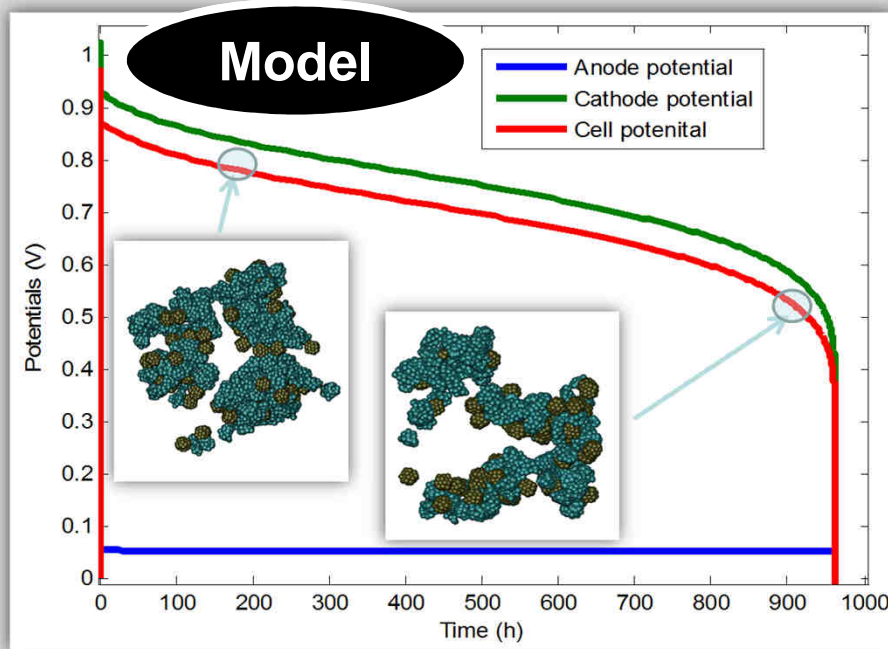 Model
Anode potential
Cathode potential
Cell potenital
Potentials (V)
1
0.9
0.8
0.7
0.6
0.5
0.4
0.3
0.2
0.1
0
0 100 200 300 400 500 600 700 800 900 1000
Time (h)